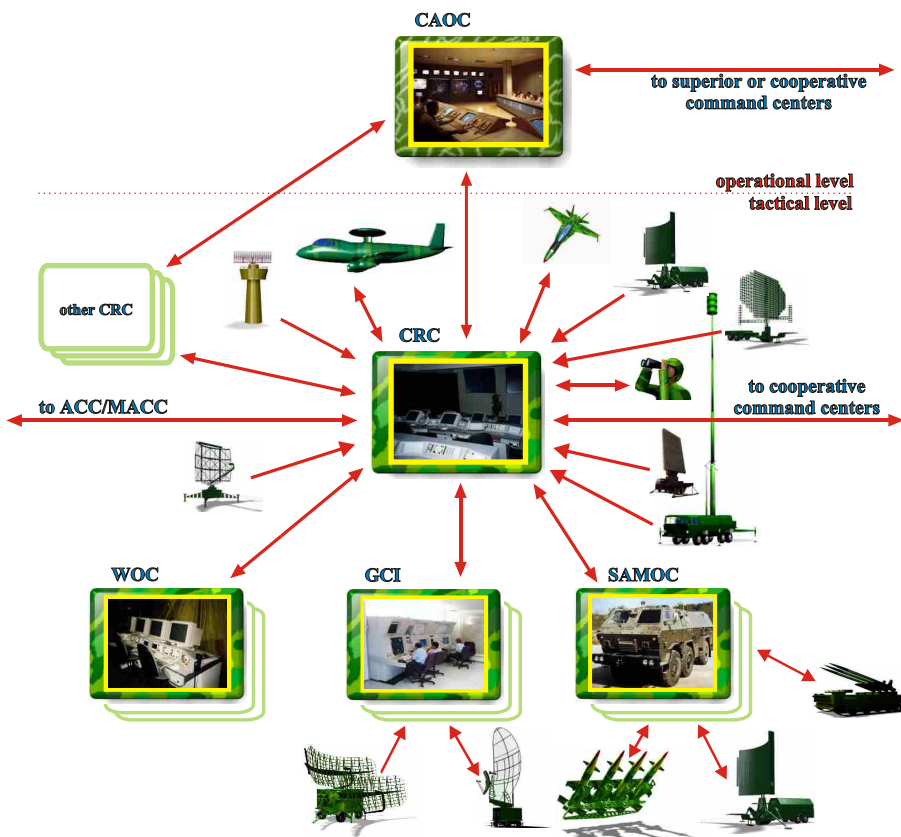 CAOC
to superior or cooperative
command centers
operational level
tactical level
other CRC
CRC
to ACC/MACC
to cooperative
command centers
WOC
GCI
SAMOC